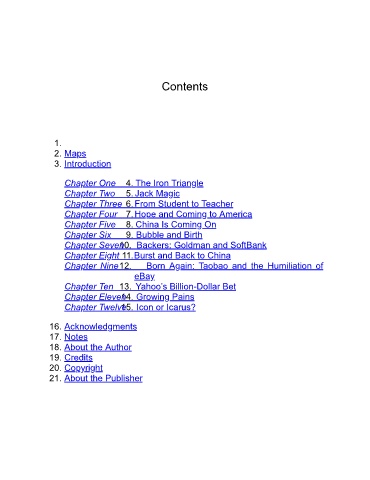 Contents
1.
2. Maps
3. Introduction
Chapter One 4. The Iron Triangle
Chapter Two 5. Jack Magic
Chapter Three 6. From Student to Teacher
Chapter Four 7. Hope and Coming to America
Chapter Five 8. China Is Coming On
Chapter Six 9. Bubble and Birth
Chapter Seven 10. Backers: Goldman and SoftBank
Chapter Eight 11. Burst and Back to China
Chapter Nine 12. Born Again: Taobao and the Humiliation of
eBay
Chapter Ten 13. Yahoo's Billion-Dollar Bet
Chapter Eleven 14. Growing Pains
Chapter Twelve 15. Icon or Icarus?
16. Acknowledgments
17. Notes
18. About the Author
19. Credits
20. Copyright
21. About the Publisher